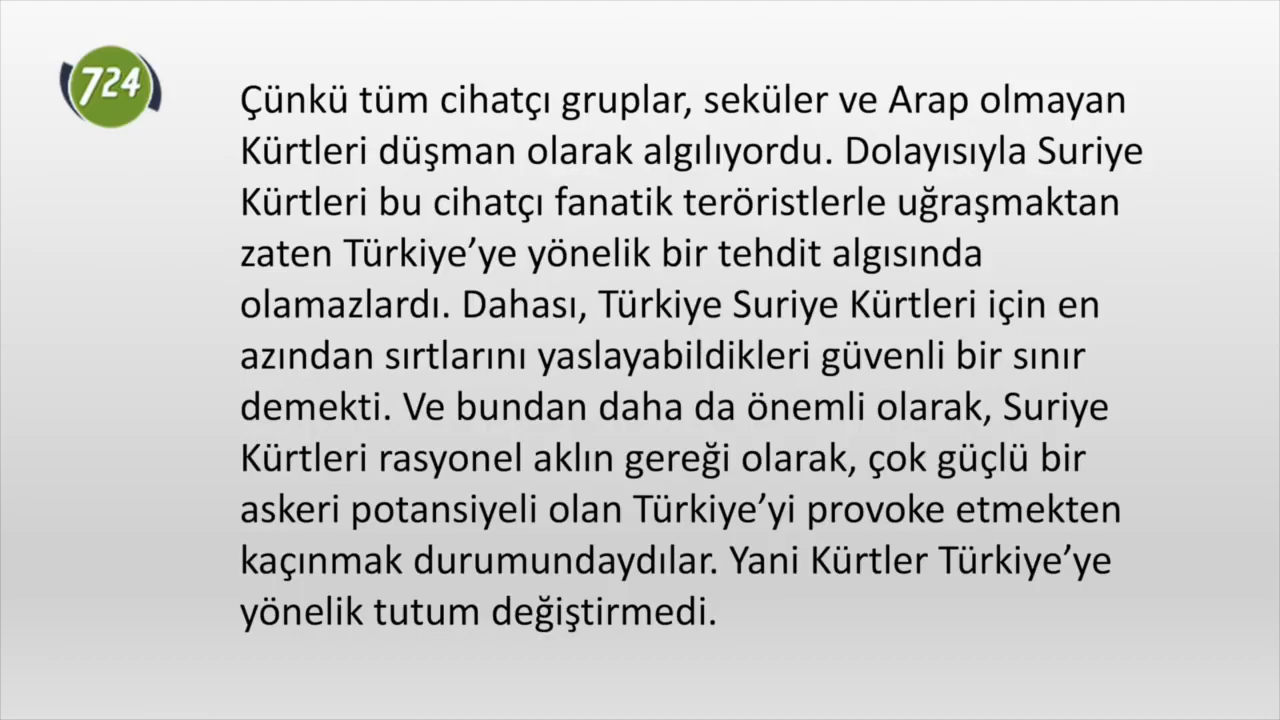 724
Çünkü tüm cihatçı gruplar, seküler ve Arap olmayan
Kürtleri düşman olarak algılıyordu. Dolayısıyla Suriye
Kürtleri bu cihatçı fanatik teröristlerle uğraşmaktan
zaten Türkiye’ye yönelik bir tehdit algısında
olamazlardı. Dahası, Türkiye Suriye Kürtleri için en
azından sırtlarını yaslayabildikleri güvenli bir sınır
demekti. Ve bundan daha da önemli olarak, Suriye
Kürtleri rasyonel aklın gereği olarak, çok güçlü bir
askeri potansiyeli olan Türkiye’yi provoke etmekten
kaçınmak durumundaydılar. Yani Kürtler Türkiye’ye
yönelik tutum değiştirmedi.